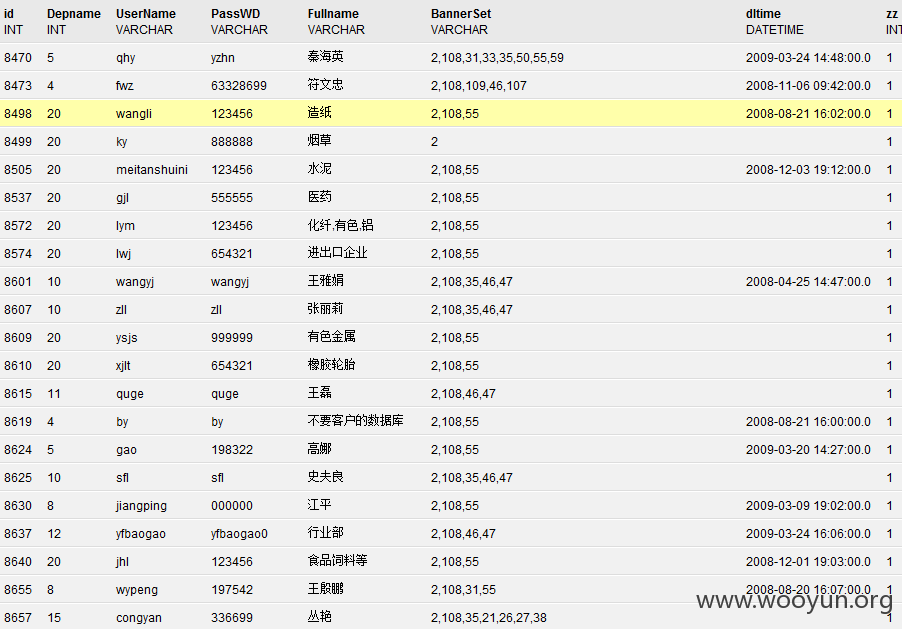 id Depname UserName PassWD Fullname BannerSet dltime zz
INT INT VARCHAR VARCHAR VARCHAR VARCHAR DATETIME INT
8470 5 qhy yzhn 秦海英 2,108,31,33,35,50,55,59 2009-03-24 14:48:00.0 1
8473 4 fwz 63328699 符文忠 2,108,109,46,107 2008-11-06 09:42:00.0 1
8498 20 wangli 123456 造纸 2,108,55 2008-08-21 16:02:00.0 1
8499 20 ky 888888 烟草 2 1
8505 20 meitanshuini 123456 水泥 2,108,55 2008-12-03 19:12:00.0 1
8537 20 gjl 555555 医药 2,108,55 1
8572 20 lym 123456 化纤,有色,铝 2,108,55 1
8574 20 lwj 654321 进出口企业 2,108,55 1
8601 10 wangyj wangyj 王雅娟 2,108,35,46,47 2008-04-25 14:47:00.0 1
8607 10 zll zll 张丽莉 2,108,35,46,47 1
8609 20 ysjs 999999 有色金属 2,108,55 1
8610 20 xjlt 654321 橡胶轮胎 2,108,55 1
8615 11 quge quge 王磊 2,108,46,47 1
8619 4 by by 不要客户的数据库 2,108,55 2008-08-21 16:00:00.0 1
8624 5 gao 198322 高娜 2,108,55 2009-03-20 14:27:00.0 1
8625 10 sfl sfl 史夫良 2,108,35,46,47 1
8630 8 jiangping 000000 江平 2,108,55 2009-03-09 19:02:00.0 1
8637 12 yfbaogao yfbaogao0 行业部 2,108,46,47 2009-03-24 16:06:00.0 1
8640 20 jhl 123456 食品饲料等 2,108,55 2008-12-01 19:03:00.0 1
8655 8 wypeng 197542 王殷鹏 2,108,31,55 2008-08-20 16:07:00.0 1
8657 15 congyan 336699 丛艳 2,108,35,21,26,27,38 1
www.wooyun.org